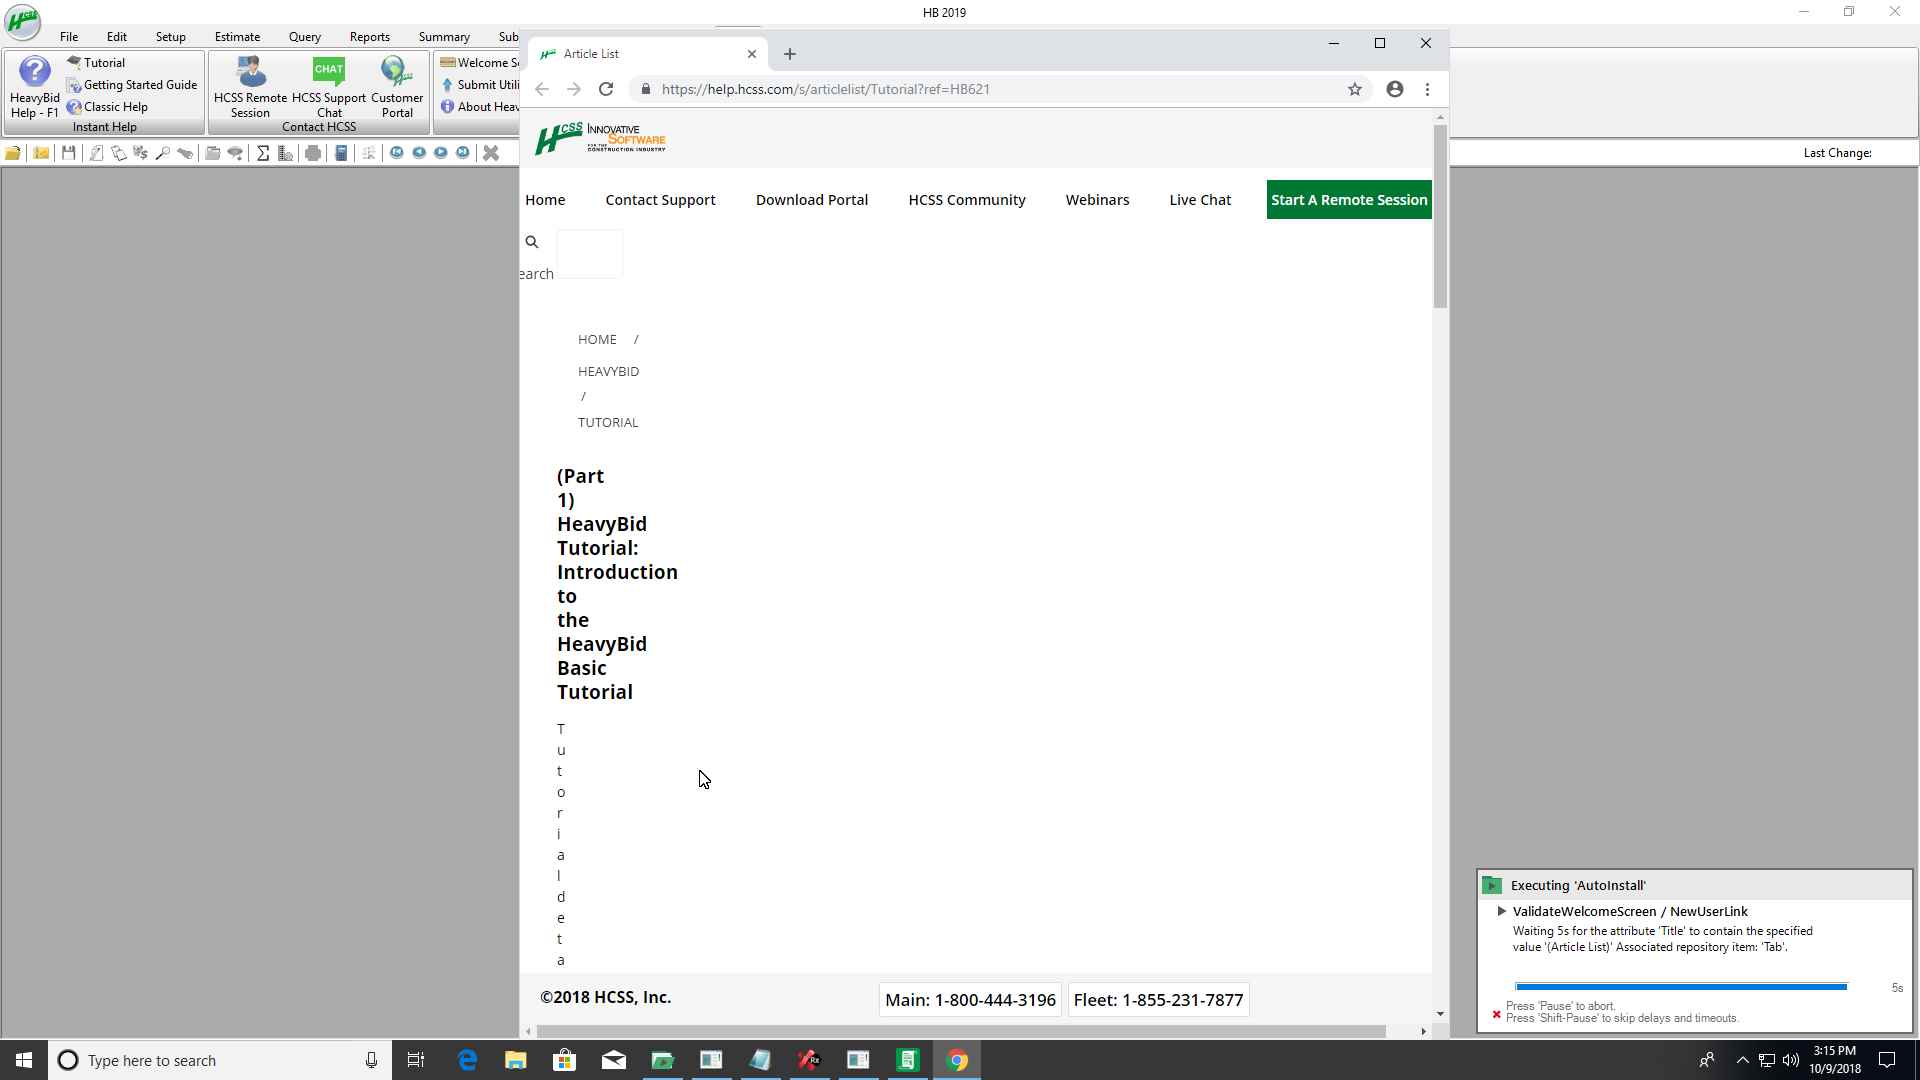 HB 2019
File Edit Setup Estimate Query Reports Summary Sub
HeavyBid
Help - F1
Tutorial
Getting Started Guide
Classic Help
Instant Help
HCSS Remote
Session
CHAT
HCSS Support
Chat
Customer
Portal
Contact HCSS
Welcome Sc
Submit Utili
About Heav
Last Change:
Article List
https://help.hcss.com/s/articlelist/Tutorial?ref=HB621
HCSS INNOVATIVE
SOFTWARE
FOR THE
CONSTRUCTION INDUSTRY
Home Contact Support Download Portal HCSS Community Webinars Live Chat Start A Remote Session
earch
HOME /
HEAVYBID
/
TUTORIAL
(Part
1)
HeavyBid
Tutorial:
Introduction
to
the
HeavyBid
Basic
Tutorial
T
u
t
o
r
i
a
l
d
e
t
a
©2018 HCSS, Inc.
Main: 1-800-444-3196
Fleet: 1-855-231-7877
Executing 'AutoInstall'
ValidateWelcomeScreen / NewUserLink
Waiting 5s for the attribute 'Title' to contain the specified
value '(Article List)' Associated repository item: 'Tab'.
5s
Press 'Pause' to abort.
Press 'Shift-Pause' to skip delays and timeouts.
Type here to search
3:15 PM
10/9/2018